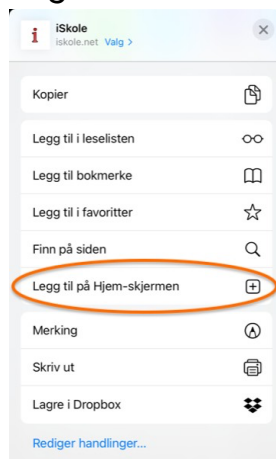 iSkole
iskole.net Valg >
Kopier
Legg til i leselisten
Legg til bokmerke
Legg til i favoritter
Finn på siden
Legg til på Hjem-skjermen
Merking
Skriv ut
Lagre i Dropbox
Rediger handlinger...